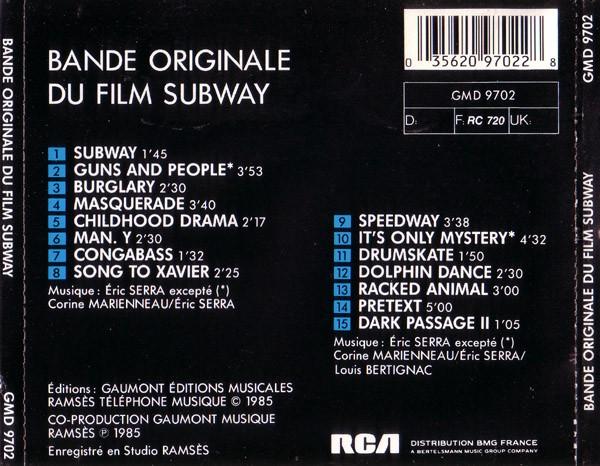 BANDE ORIGINALE DU FILM SUBWAY
GMD 9702
BANDE ORIGINALE
DU FILM SUBWAY
0 35620 97022 8
GMD 9702
D: F: RC 720 UK:
1 SUBWAY 1'45
2 GUNS AND PEOPLE* 3'53
3 BURGLARY 2'30
4 MASQUERADE 3'40
5 CHILDHOOD DRAMA 2'17
6 MAN. Y 2'30
7 CONGABASS 1'32
8 SONG TO XAVIER 2'25
Musique : Éric SERRA excepté (*)
Corine MARIENNEAU/Éric SERRA
9 SPEEDWAY 3'38
10 IT'S ONLY MYSTERY* 4'32
11 DRUMSKATE 1'50
12 DOLPHIN DANCE 2'30
13 RACKED ANIMAL 3'00
14 PRETEXT 5'00
15 DARK PASSAGE II 1'05
Musique : Éric SERRA excepté (*)
Corine MARIENNEAU/Éric SERRA/
Louis BERTIGNAC
Éditions : GAUMONT ÉDITIONS MUSICALES
RAMSÈS TÉLÉPHONE MUSIQUE © 1985
CO-PRODUCTION GAUMONT MUSIQUE
RAMSÈS ℗ 1985
Enregistré en Studio RAMSÈS
RCA
DISTRIBUTION BMG FRANCE
A BERTELSMANN MUSIC GROUP COMPANY
GMD 9702
BANDE ORIGINALE DU FILM SUBWAY